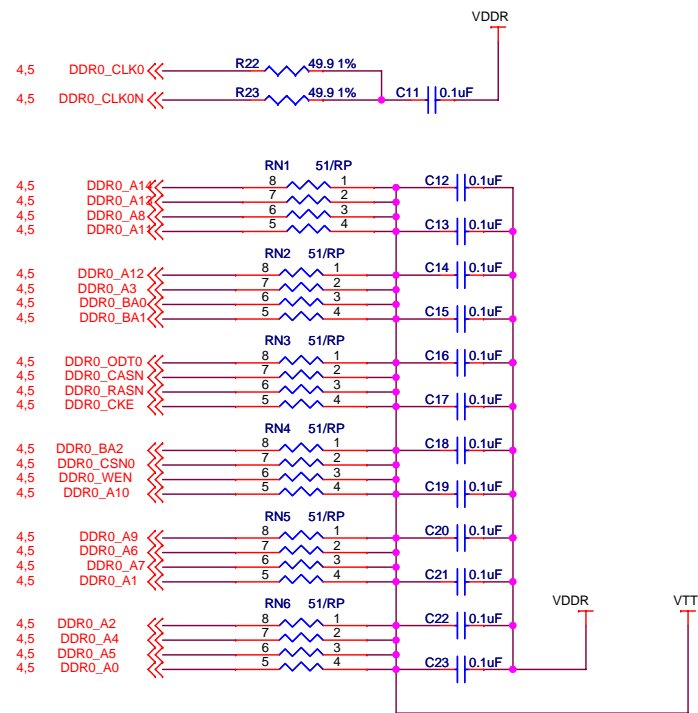 VDDR
4,5 DDR0_CLK0 R22 49.9 1%
4,5 DDR0_CLK0N R23 49.9 1% C11 0.1uF
RN1 51/RP
4,5 DDR0_A14 8 1 C12 0.1uF
4,5 DDR0_A13 7 2
4,5 DDR0_A8 6 3
4,5 DDR0_A11 5 4 C13 0.1uF
RN2 51/RP
4,5 DDR0_A12 8 1 C14 0.1uF
4,5 DDR0_A3 7 2
4,5 DDR0_BA0 6 3
4,5 DDR0_BA1 5 4 C15 0.1uF
RN3 51/RP
4,5 DDR0_ODT0 8 1 C16 0.1uF
4,5 DDR0_CASN 7 2
4,5 DDR0_RASN 6 3
4,5 DDR0_CKE 5 4 C17 0.1uF
RN4 51/RP
4,5 DDR0_BA2 8 1 C18 0.1uF
4,5 DDR0_CSN0 7 2
4,5 DDR0_WEN 6 3
4,5 DDR0_A10 5 4 C19 0.1uF
RN5 51/RP
4,5 DDR0_A9 8 1 C20 0.1uF
4,5 DDR0_A6 7 2
4,5 DDR0_A7 6 3
4,5 DDR0_A1 5 4 C21 0.1uF
RN6 51/RP VDDR VTT
4,5 DDR0_A2 8 1 C22 0.1uF
4,5 DDR0_A4 7 2
4,5 DDR0_A5 6 3
4,5 DDR0_A0 5 4 C23 0.1uF